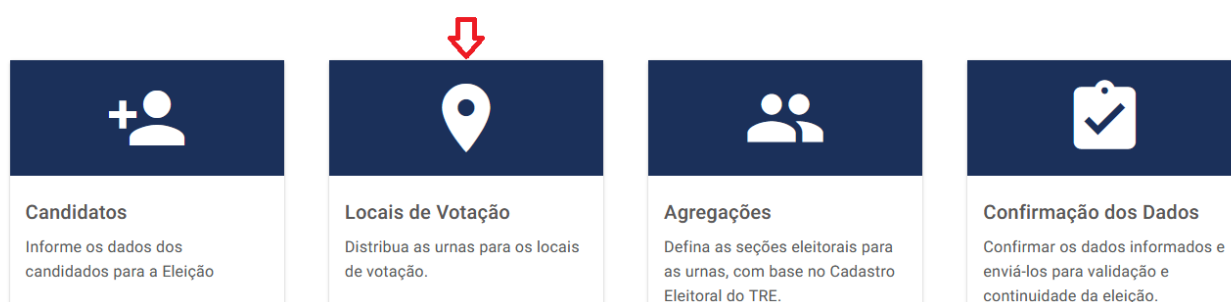 Candidatos
Informe os dados dos
candidados para a Eleição
Locais de Votação
Distribua as urnas para os locais
de votação.
Agregações
Defina as seções eleitorais para
as urnas, com base no Cadastro
Eleitoral do TRE.
Confirmação dos Dados
Confirmar os dados informados e
enviá-los para validação e
continuidade da eleição.